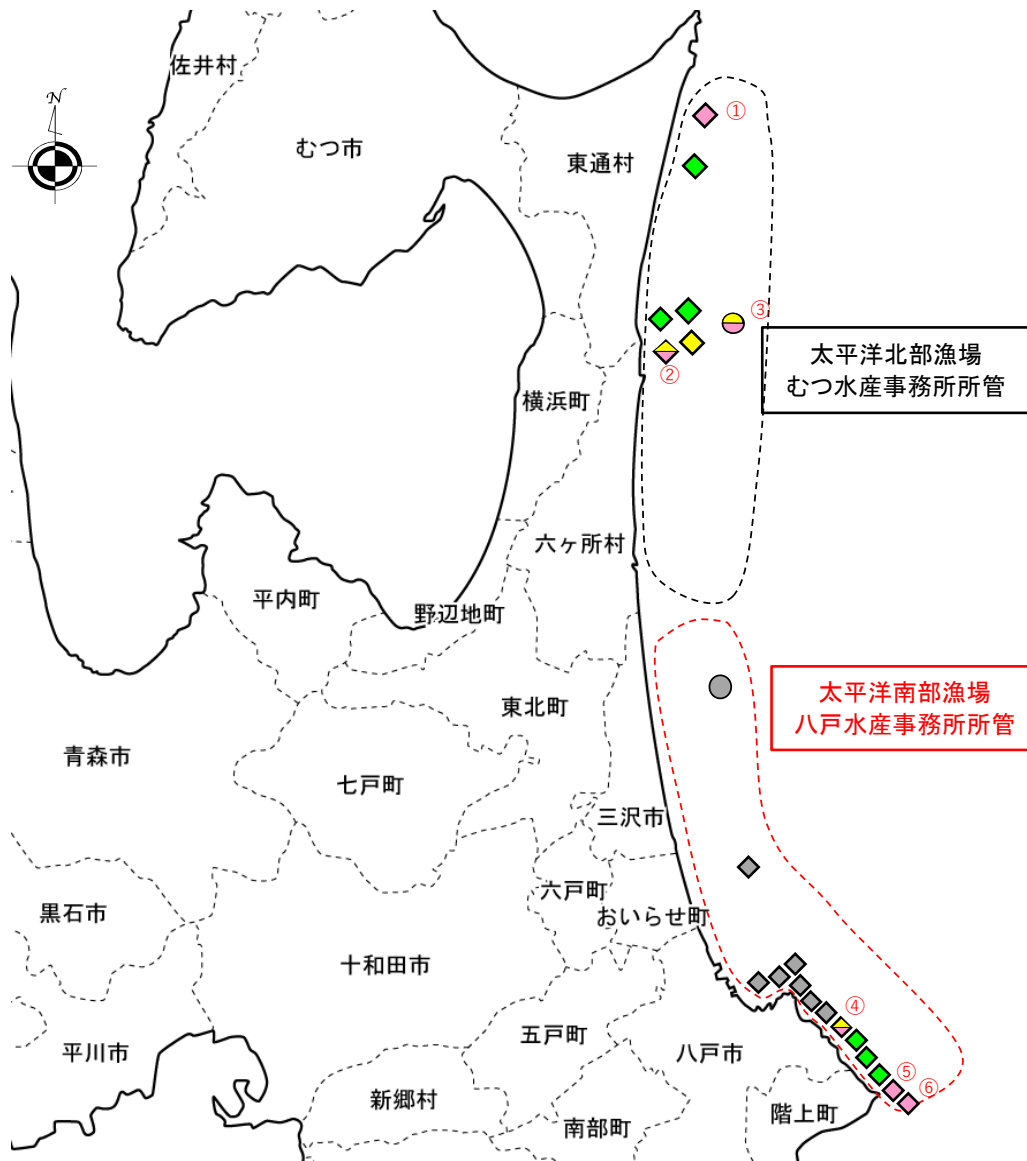 佐井村
N
①
むつ市
東通村
③
太平洋北部漁場
むつ水産事務所所管
②
横浜町
六ヶ所村
平内町
野辺地町
太平洋南部漁場
八戸水産事務所所管
東北町
青森市
七戸町
三沢市
六戸町
おいらせ町
黒石市
十和田市
④
五戸町
平川市
八戸市
⑤
⑥
新郷村
階上町
南部町